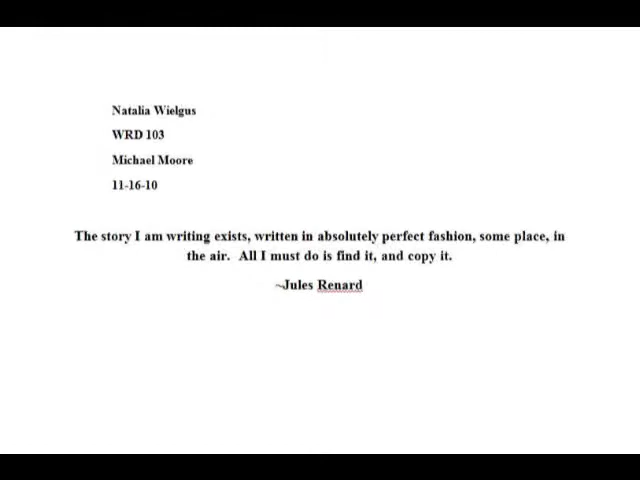 Natalia Wielgus
WRD 103
Michael Moore
11-16-10
The story I am writing exists, written in absolutely perfect fashion, some place, in
the air.  All I must do is find it, and copy it.
~Jules Renard